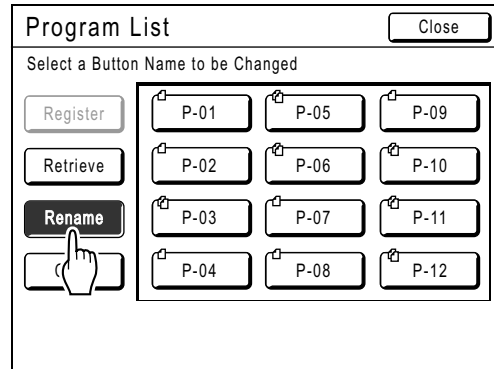 Program List
Close
Select a Button Name to be Changed
Register
P-01
P-05
P-09
Retrieve
P-02
P-06
P-10
Rename
P-03
P-07
P-11
P-04
P-08
P-12